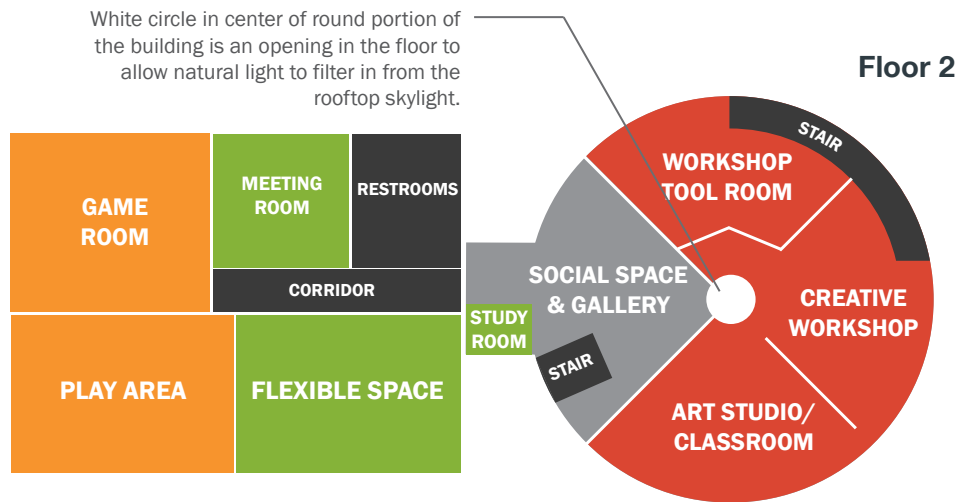 White circle in center of round portion of
the building is an opening in the floor to
allow natural light to filter in from the
rooftop skylight.
Floor 2
GAME
ROOM
MEETING
ROOM
RESTROOMS
CORRIDOR
PLAY AREA
FLEXIBLE SPACE
STUDY
ROOM
SOCIAL SPACE
& GALLERY
STAIR
WORKSHOP
TOOL ROOM
STAIR
CREATIVE
WORKSHOP
ART STUDIO/
CLASSROOM